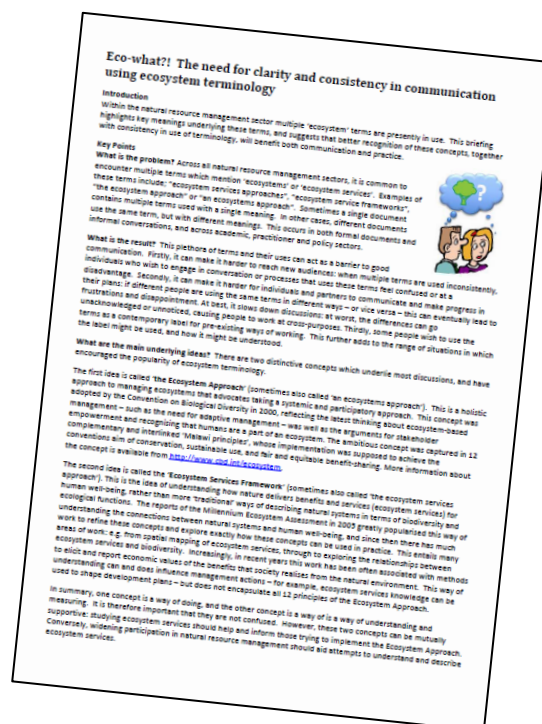 Eco-what?! The need for clarity and consistency in communication
using ecosystem terminology
Introduction
Within the natural resource management sector multiple 'ecosystem' terms are presently in use. This briefing
highlights key meanings underlying these terms, and suggests that better recognition of these concepts, together
with consistency in use of terminology, will benefit both communication and practice.
Key Points
What is the problem? Across all natural resource management sectors, it is common to
encounter multiple terms which mention 'ecosystems' or 'ecosystem services'. Examples of
these terms include; "ecosystem services approaches", "ecosystem service frameworks",
"the ecosystem approach" or "an ecosystems approach". Sometimes a single document
contains multiple terms used with a single meaning. In other cases, different documents
use the same term, but with different meanings. This occurs in both formal documents and
informal conversations, and across academic, practitioner and policy sectors.
?
What is the result? This plethora of terms and their uses can act as a barrier to good
communication. Firstly, it can make it harder to reach new audiences: when multiple terms are used inconsistently,
individuals who wish to engage in conversation or processes that uses these terms feel confused or at a
disadvantage. Secondly, it can make it harder for individuals and partners to communicate and make progress in
their plans: if different people are using the same terms in different ways – or vice versa – this can eventually lead to
frustrations and disappointment. At best, it slows down discussions: at worst, the differences can go
unacknowledged or unnoticed, causing people to work at cross-purposes. Thirdly, some people wish to use the
terms as a contemporary label for pre-existing ways of working. This further adds to the range of situations in which
the label might be used, and how it might be understood.
What are the main underlying ideas? There are two distinctive concepts which underlie most discussions, and have
encouraged the popularity of ecosystem terminology.
The first idea is called 'the Ecosystem Approach' (sometimes also called 'an ecosystems approach'). This is a holistic
approach to managing ecosystems that advocates taking a systemic and participatory approach. This concept was
adopted by the Convention on Biological Diversity in 2000, reflecting the latest thinking about ecosystem-based
management – such as the need for adaptive management – was well as the arguments for stakeholder
empowerment and recognising that humans are a part of an ecosystem. The ambitious concept was captured in 12
complementary and interlinked 'Malawi principles', whose implementation was supposed to achieve the
conventions aim of conservation, sustainable use, and fair and equitable benefit-sharing. More information about
the concept is available from http://www.cbd.int/ecosystem.
The second idea is called the 'Ecosystem Services Framework' (sometimes also called 'the ecosystem services
approach'). This is the idea of understanding how nature delivers benefits and services (ecosystem services) for
human well-being, rather than more 'traditional' ways of describing natural systems in terms of biodiversity and
ecological functions. The reports of the Millennium Ecosystem Assessment in 2005 greatly popularised this way of
understanding the connections between natural systems and human well-being, and since then there has much
work to refine these concepts and explore exactly how these concepts can be used in practice. This entails many
areas of work: e.g. from spatial mapping of ecosystem services, through to exploring the relationships between
ecosystem services and biodiversity. Increasingly, in recent years this work has been often associated with methods
to elicit and report economic values of the benefits that society realises from the natural environment. This way of
understanding can and does influence management actions – for example, ecosystem services knowledge can be
used to shape development plans – but does not encapsulate all 12 principles of the Ecosystem Approach.
In summary, one concept is a way of doing, and the other concept is a way of is a way of understanding and
measuring. It is therefore important that they are not confused. However, these two concepts can be mutually
supportive: studying ecosystem services should help and inform those trying to implement the Ecosystem Approach.
Conversely, widening participation in natural resource management should aid attempts to understand and describe
ecosystem services.